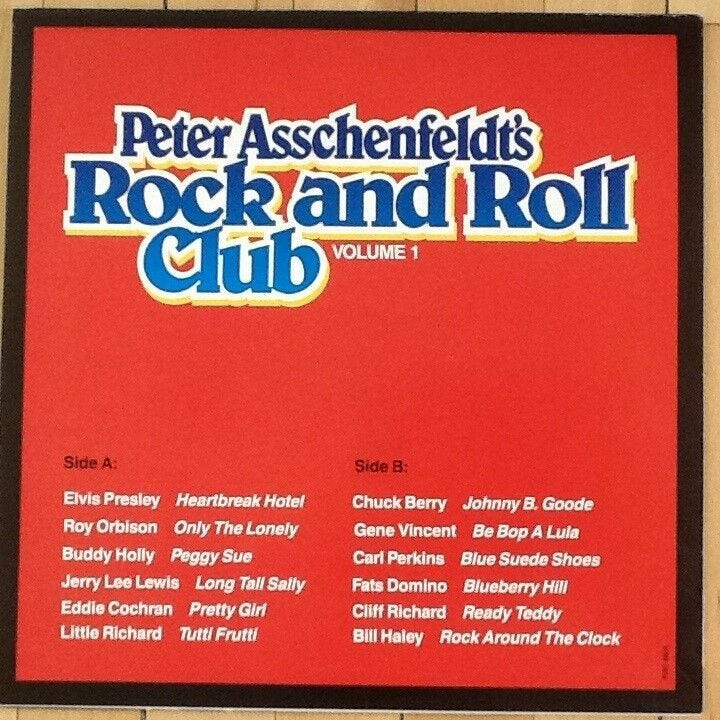 Peter Asschenfeldt's
Rock and Roll
Club VOLUME 1
Side A:
Elvis Presley Heartbreak Hotel
Roy Orbison Only The Lonely
Buddy Holly Peggy Sue
Jerry Lee Lewis Long Tall Sally
Eddie Cochran Pretty Girl
Little Richard Tutti Frutti
Side B:
Chuck Berry Johnny B. Goode
Gene Vincent Be Bop A Lula
Carl Perkins Blue Suede Shoes
Fats Domino Blueberry Hill
Cliff Richard Ready Teddy
Bill Haley Rock Around The Clock